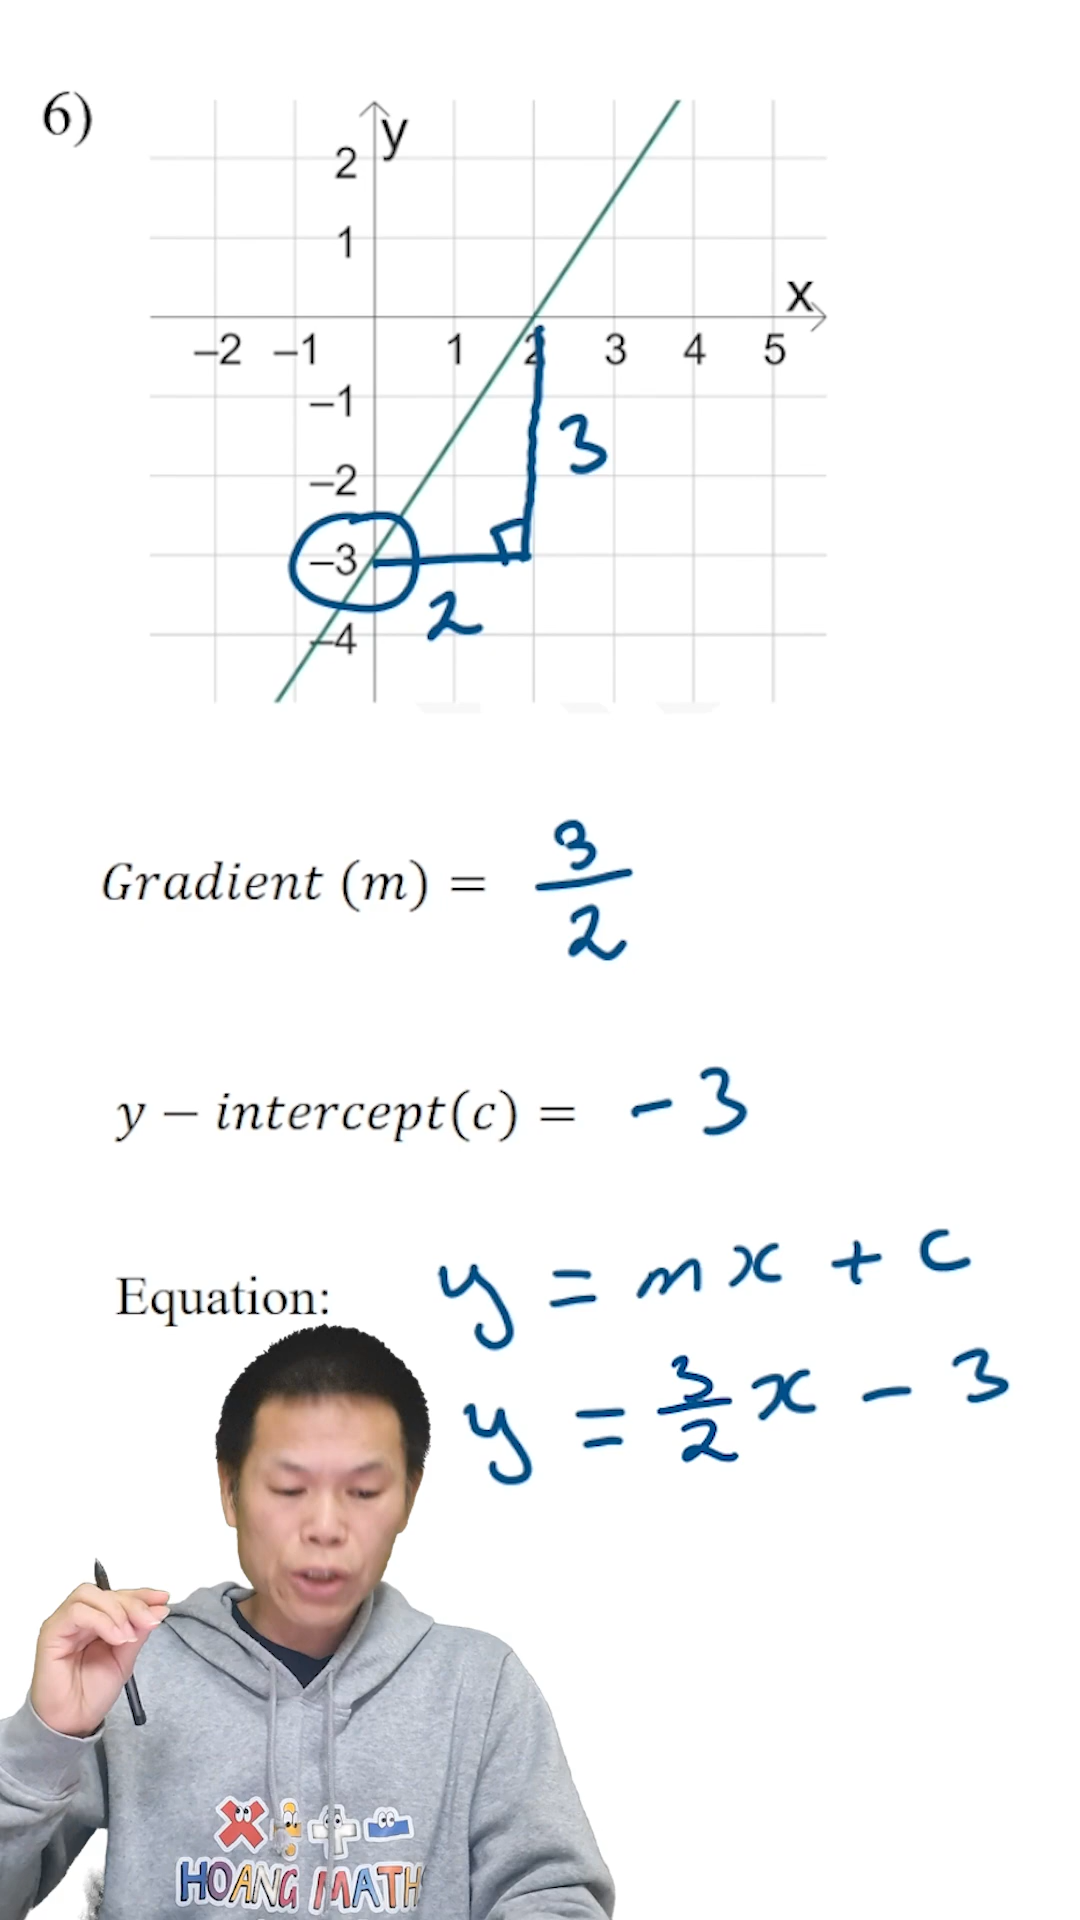 6)
y
2
1
x
–2 –1 1 2 3 4 5
–1
3
–2
–3
2
–4
Gradient (m) = 3/2
y – intercept(c) = -3
Equation: y = mx + c
y = 3/2 x - 3
HOANG MATH